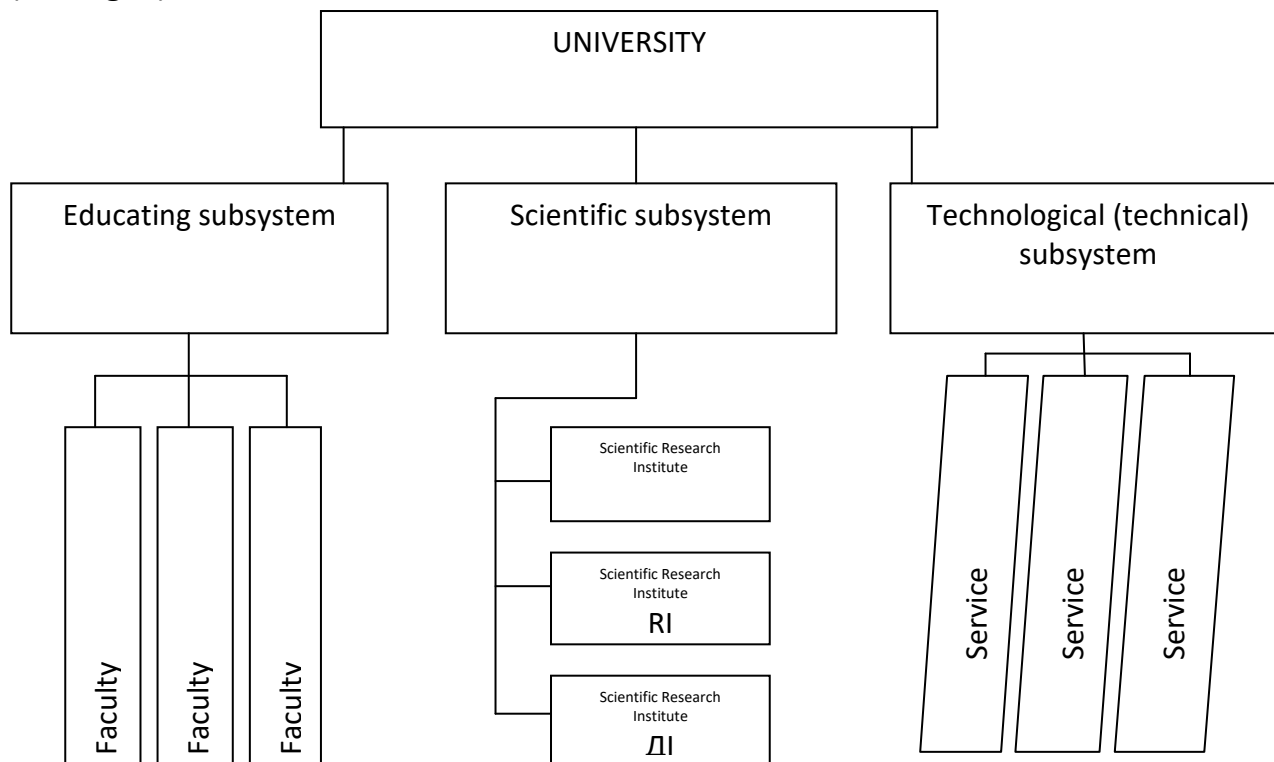 UNIVERSITY
Educating subsystem
Scientific subsystem
Technological (technical)
subsystem
Scientific Research
Institute
Scientific Research
Institute
RI
Scientific Research
Institute
ДІ
Faculty
Faculty
Faculty
Service
Service
Service